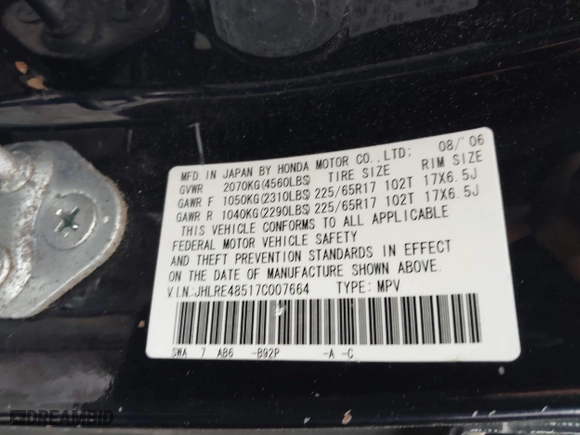 MFD. IN JAPAN BY HONDA MOTOR CO.,LTD: 08/'06
GVWR 2070KG(4560LBS) TIRE SIZE RIM SIZE
GAWR F 1050KG(2310LBS) 225/65R17 102T 17X6.5J
GAWR R 1040KG(2290LBS) 225/65R17 102T 17X6.5J
THIS VEHICLE CONFORMS TO ALL APPLICABLE
FEDERAL MOTOR VEHICLE SAFETY
AND THEFT PREVENTION STANDARDS IN EFFECT
ON THE DATE OF MANUFACTURE SHOWN ABOVE.
V.I.N.:JHLRE48517C007664 TYPE: MPV
SWA 7 AB6 -B92P -A -C
DREAMBID